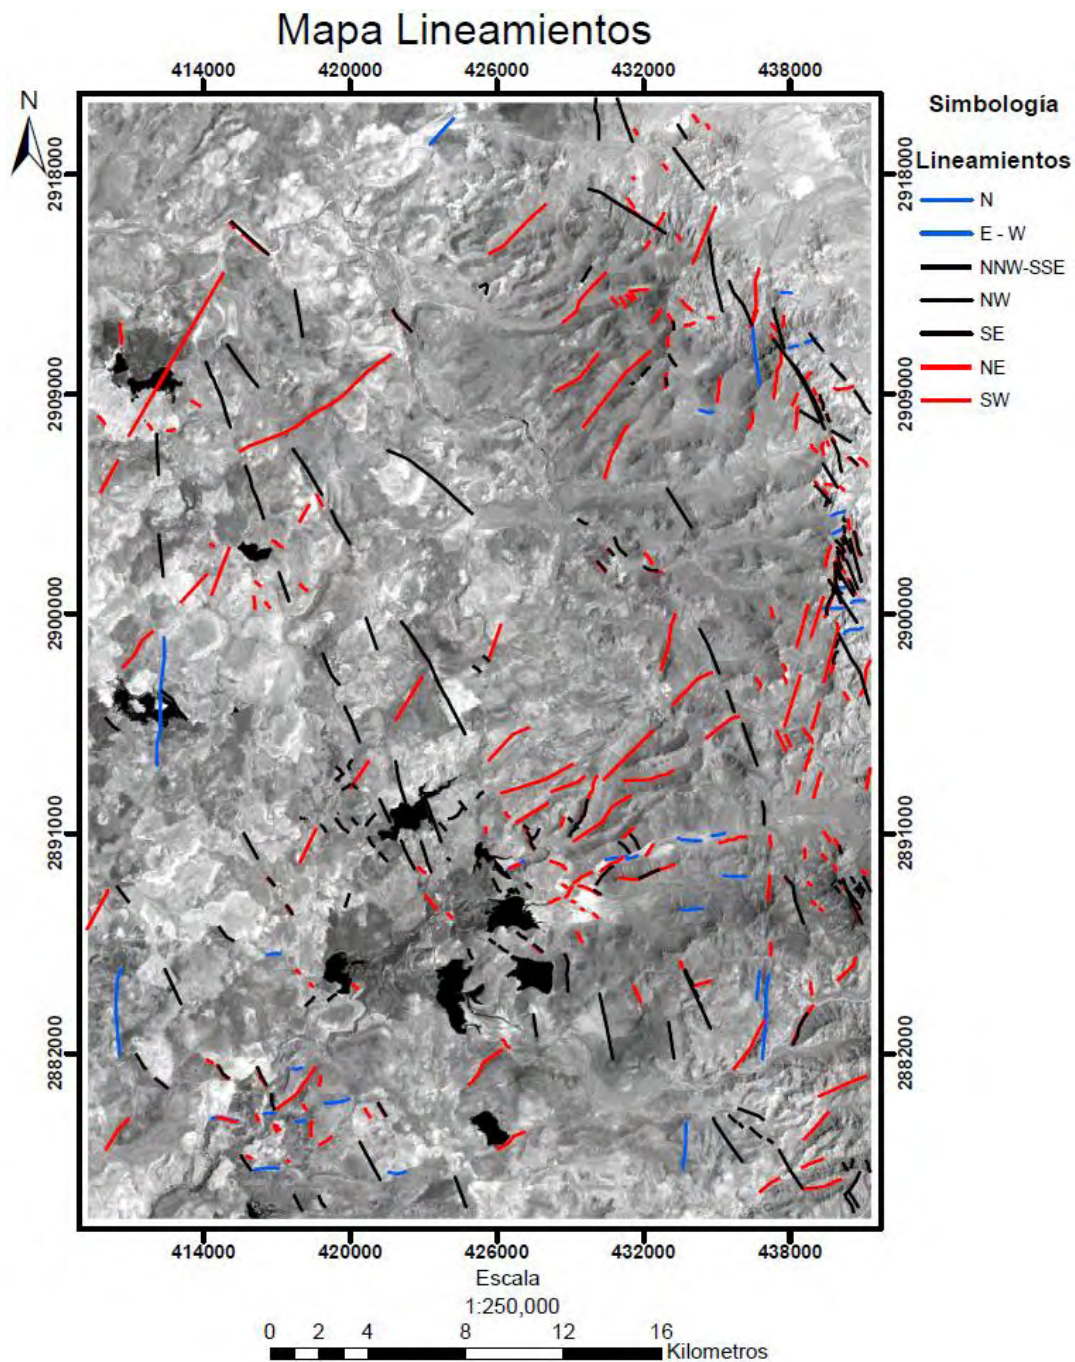 Mapa Lineamientos
414000 420000 426000 432000 438000
N
2918000 2918000
2909000 2909000
2900000 2900000
2891000 2891000
2882000 2882000
Simbología
Lineamientos
N
E - W
NNW-SSE
NW
SE
NE
SW
414000 420000 426000 432000 438000
Escala
1:250,000
0 2 4 8 12 16
Kilometros